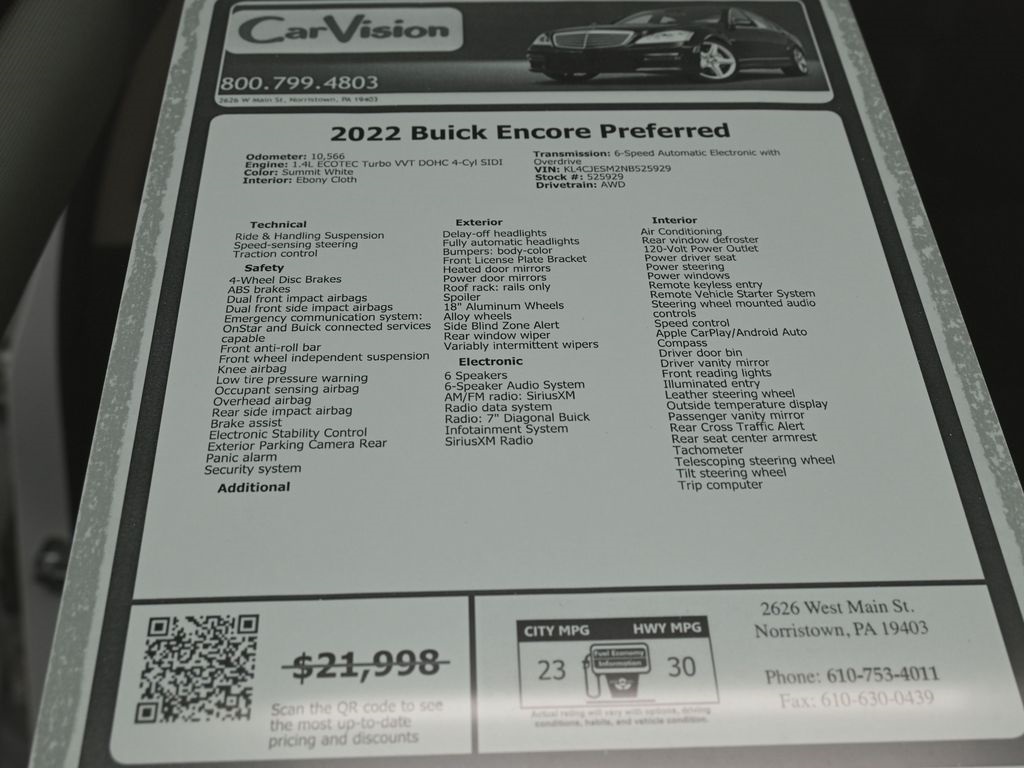 CarVision
800.799.4803
2626 W Main St, Norristown, PA 19403
2022 Buick Encore Preferred
Odometer: 10,566
Engine: 1.4L ECOTEC Turbo VVT DOHC 4-Cyl SIDI
Color: Summit White
Interior: Ebony Cloth
Transmission: 6-Speed Automatic Electronic with
Overdrive
VIN: KL4CJESM2NB525929
Stock #: 525929
Drivetrain: AWD
Technical
Ride & Handling Suspension
Speed-sensing steering
Traction control
Safety
4-Wheel Disc Brakes
ABS brakes
Dual front impact airbags
Dual front side impact airbags
Emergency communication system:
OnStar and Buick connected services
capable
Front anti-roll bar
Front wheel independent suspension
Knee airbag
Low tire pressure warning
Occupant sensing airbag
Overhead airbag
Rear side impact airbag
Brake assist
Electronic Stability Control
Exterior Parking Camera Rear
Panic alarm
Security system
Additional
Exterior
Delay-off headlights
Fully automatic headlights
Bumpers: body-color
Front License Plate Bracket
Heated door mirrors
Power door mirrors
Roof rack: rails only
Spoiler
18" Aluminum Wheels
Alloy wheels
Side Blind Zone Alert
Rear window wiper
Variably intermittent wipers
Electronic
6 Speakers
6-Speaker Audio System
AM/FM radio: SiriusXM
Radio data system
Radio: 7" Diagonal Buick
Infotainment System
SiriusXM Radio
Interior
Air Conditioning
Rear window defroster
120-Volt Power Outlet
Power driver seat
Power steering
Power windows
Remote keyless entry
Remote Vehicle Starter System
Steering wheel mounted audio
controls
Speed control
Apple CarPlay/Android Auto
Compass
Driver door bin
Driver vanity mirror
Front reading lights
Illuminated entry
Leather steering wheel
Outside temperature display
Passenger vanity mirror
Rear Cross Traffic Alert
Rear seat center armrest
Tachometer
Telescoping steering wheel
Tilt steering wheel
Trip computer
$21,998
Scan the QR code to see
the most up-to-date
pricing and discounts
CITY MPG
HWY MPG
23
Fuel Economy
Information
30
Actual rating will vary with options, driving
conditions, habits, and vehicle condition.
2626 West Main St.
Norristown, PA 19403
Phone: 610-753-4011
Fax: 610-630-0439